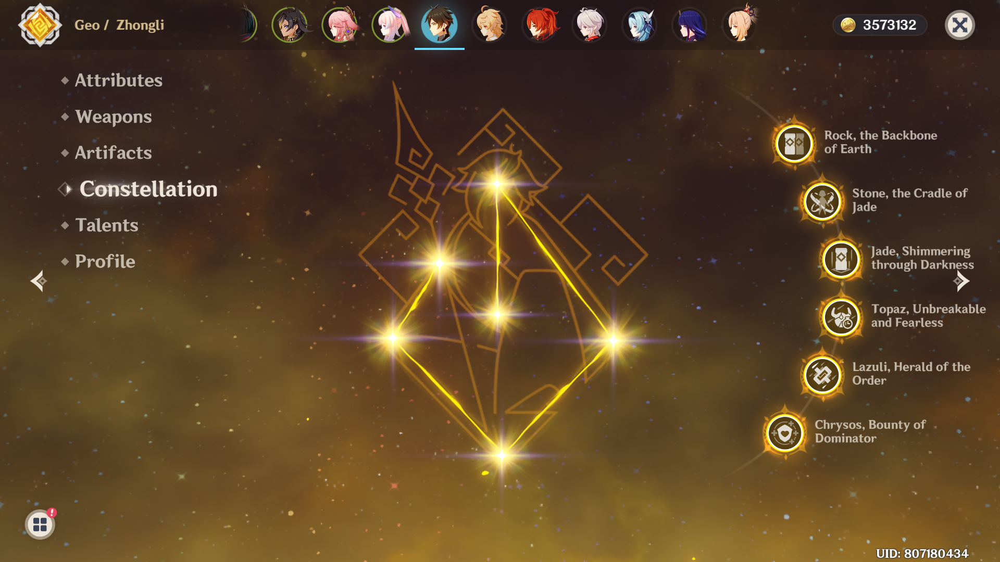 Geo / Zhongli
3573132
Attributes
Weapons
Artifacts
Constellation
Talents
Profile
Rock, the Backbone
of Earth
Stone, the Cradle of
Jade
Jade, Shimmering
through Darkness
Topaz, Unbreakable
and Fearless
Lazuli, Herald of the
Order
Chrysos, Bounty of
Dominator
UID: 807180434